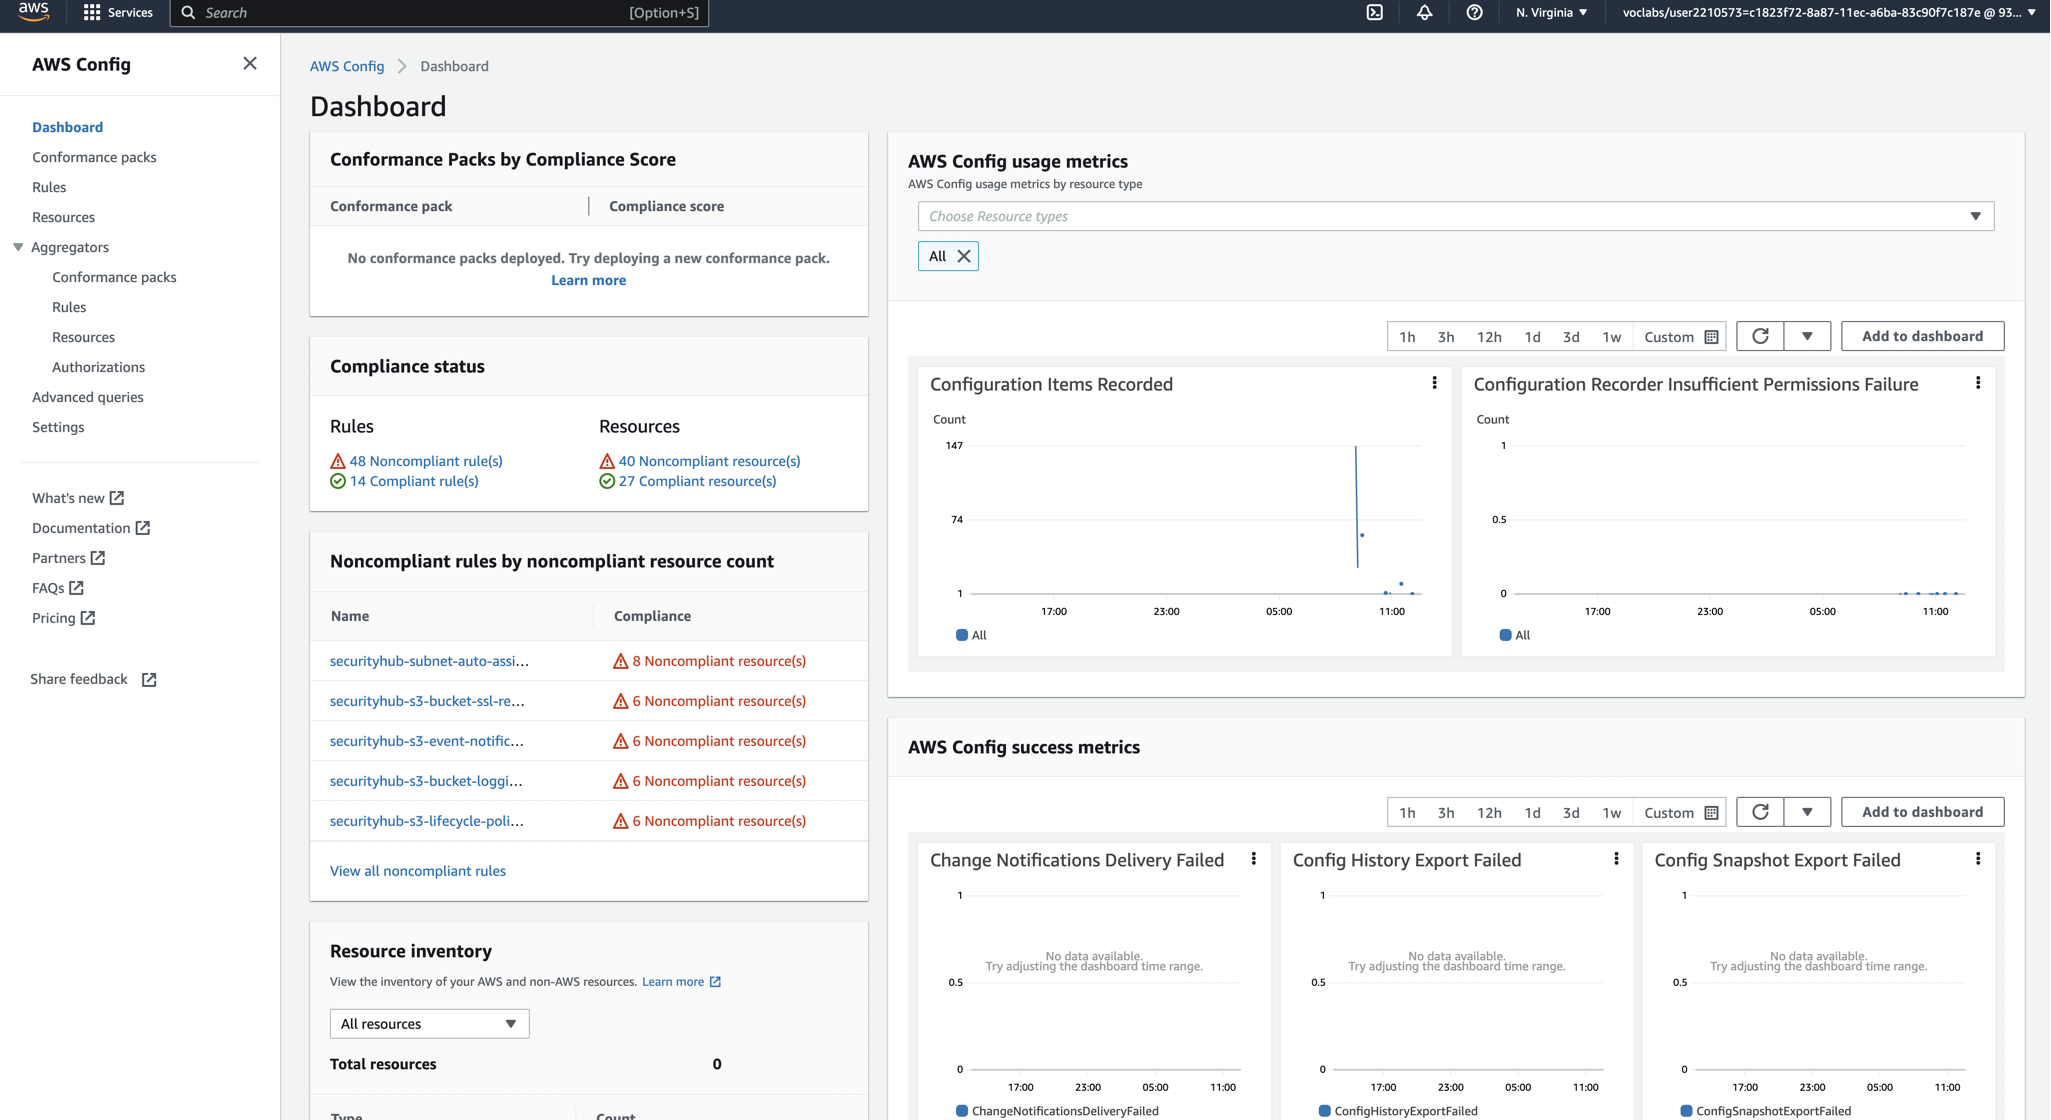 aws
Services
Search
[Option+S]
N. Virginia
voclabs/user2210573=c1823f72-8a87-11ec-a6ba-83c90f7c187e @ 93...
AWS Config
Dashboard
Conformance packs
Rules
Resources
Aggregators
Conformance packs
Rules
Resources
Authorizations
Advanced queries
Settings
What's new
Documentation
Partners
FAQs
Pricing
Share feedback
AWS Config
Dashboard
Dashboard
Conformance Packs by Compliance Score
Conformance pack
Compliance score
No conformance packs deployed. Try deploying a new conformance pack.
Learn more
Compliance status
Rules
48 Noncompliant rule(s)
14 Compliant rule(s)
Resources
40 Noncompliant resource(s)
27 Compliant resource(s)
Noncompliant rules by noncompliant resource count
Name
Compliance
securityhub-subnet-auto-assi...
8 Noncompliant resource(s)
securityhub-s3-bucket-ssl-re...
6 Noncompliant resource(s)
securityhub-s3-event-notific...
6 Noncompliant resource(s)
securityhub-s3-bucket-loggi...
6 Noncompliant resource(s)
securityhub-s3-lifecycle-poli...
6 Noncompliant resource(s)
View all noncompliant rules
Resource inventory
View the inventory of your AWS and non-AWS resources. Learn more
All resources
Total resources
0
Type
Count
AWS Config usage metrics
AWS Config usage metrics by resource type
Choose Resource types
All
1h 3h 12h 1d 3d 1w Custom
Add to dashboard
Configuration Items Recorded
Count
147
74
1
17:00 23:00 05:00 11:00
All
Configuration Recorder Insufficient Permissions Failure
Count
1
0.5
0
17:00 23:00 05:00 11:00
All
AWS Config success metrics
1h 3h 12h 1d 3d 1w Custom
Add to dashboard
Change Notifications Delivery Failed
1
No data available.
Try adjusting the dashboard time range.
0.5
0
17:00 23:00 05:00 11:00
ChangeNotificationsDeliveryFailed
Config History Export Failed
1
No data available.
Try adjusting the dashboard time range.
0.5
0
17:00 23:00 05:00 11:00
ConfigHistoryExportFailed
Config Snapshot Export Failed
1
No data available.
Try adjusting the dashboard time range.
0.5
0
17:00 23:00 05:00 11:00
ConfigSnapshotExportFailed